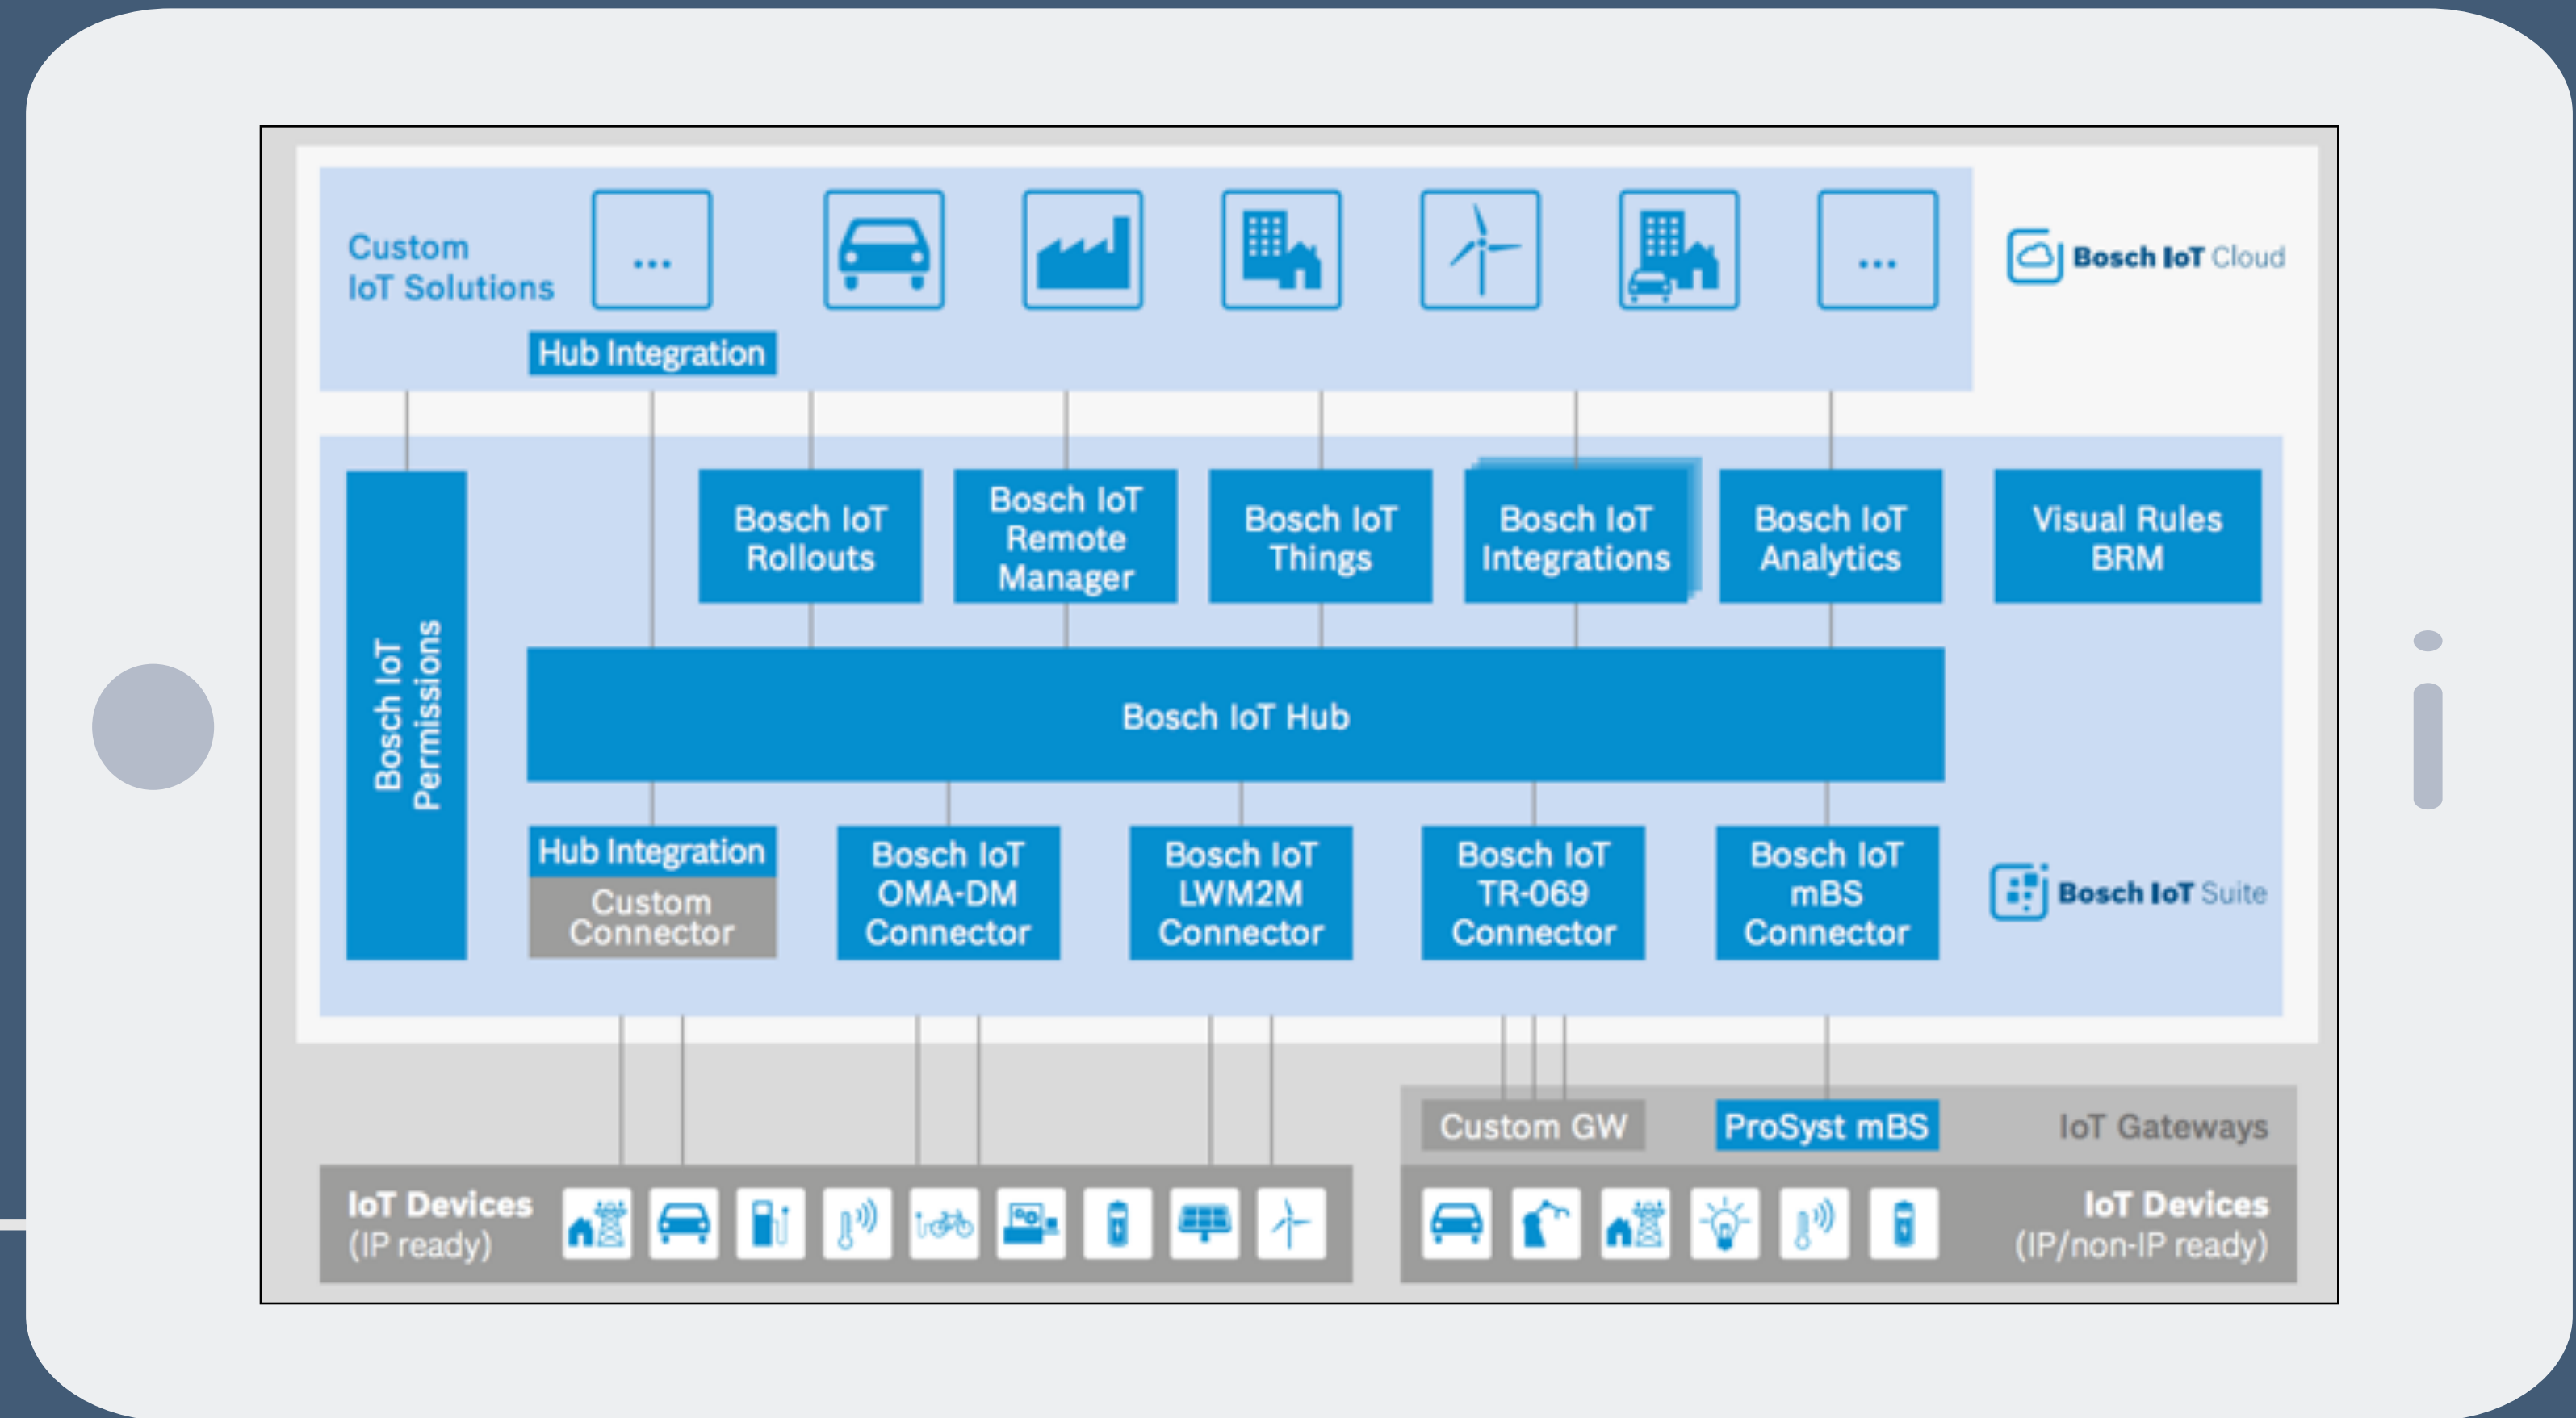 Custom
IoT Solutions
...
...
Bosch IoT Cloud
Hub Integration
Bosch IoT
Permissions
Bosch IoT
Rollouts
Bosch IoT
Remote
Manager
Bosch IoT
Things
Bosch IoT
Integrations
Bosch IoT
Analytics
Visual Rules
BRM
Bosch IoT Hub
Hub Integration
Custom
Connector
Bosch IoT
OMA-DM
Connector
Bosch IoT
LWM2M
Connector
Bosch IoT
TR-069
Connector
Bosch IoT
mBS
Connector
Bosch IoT Suite
Custom GW
ProSyst mBS
IoT Gateways
IoT Devices
(IP ready)
IoT Devices
(IP/non-IP ready)